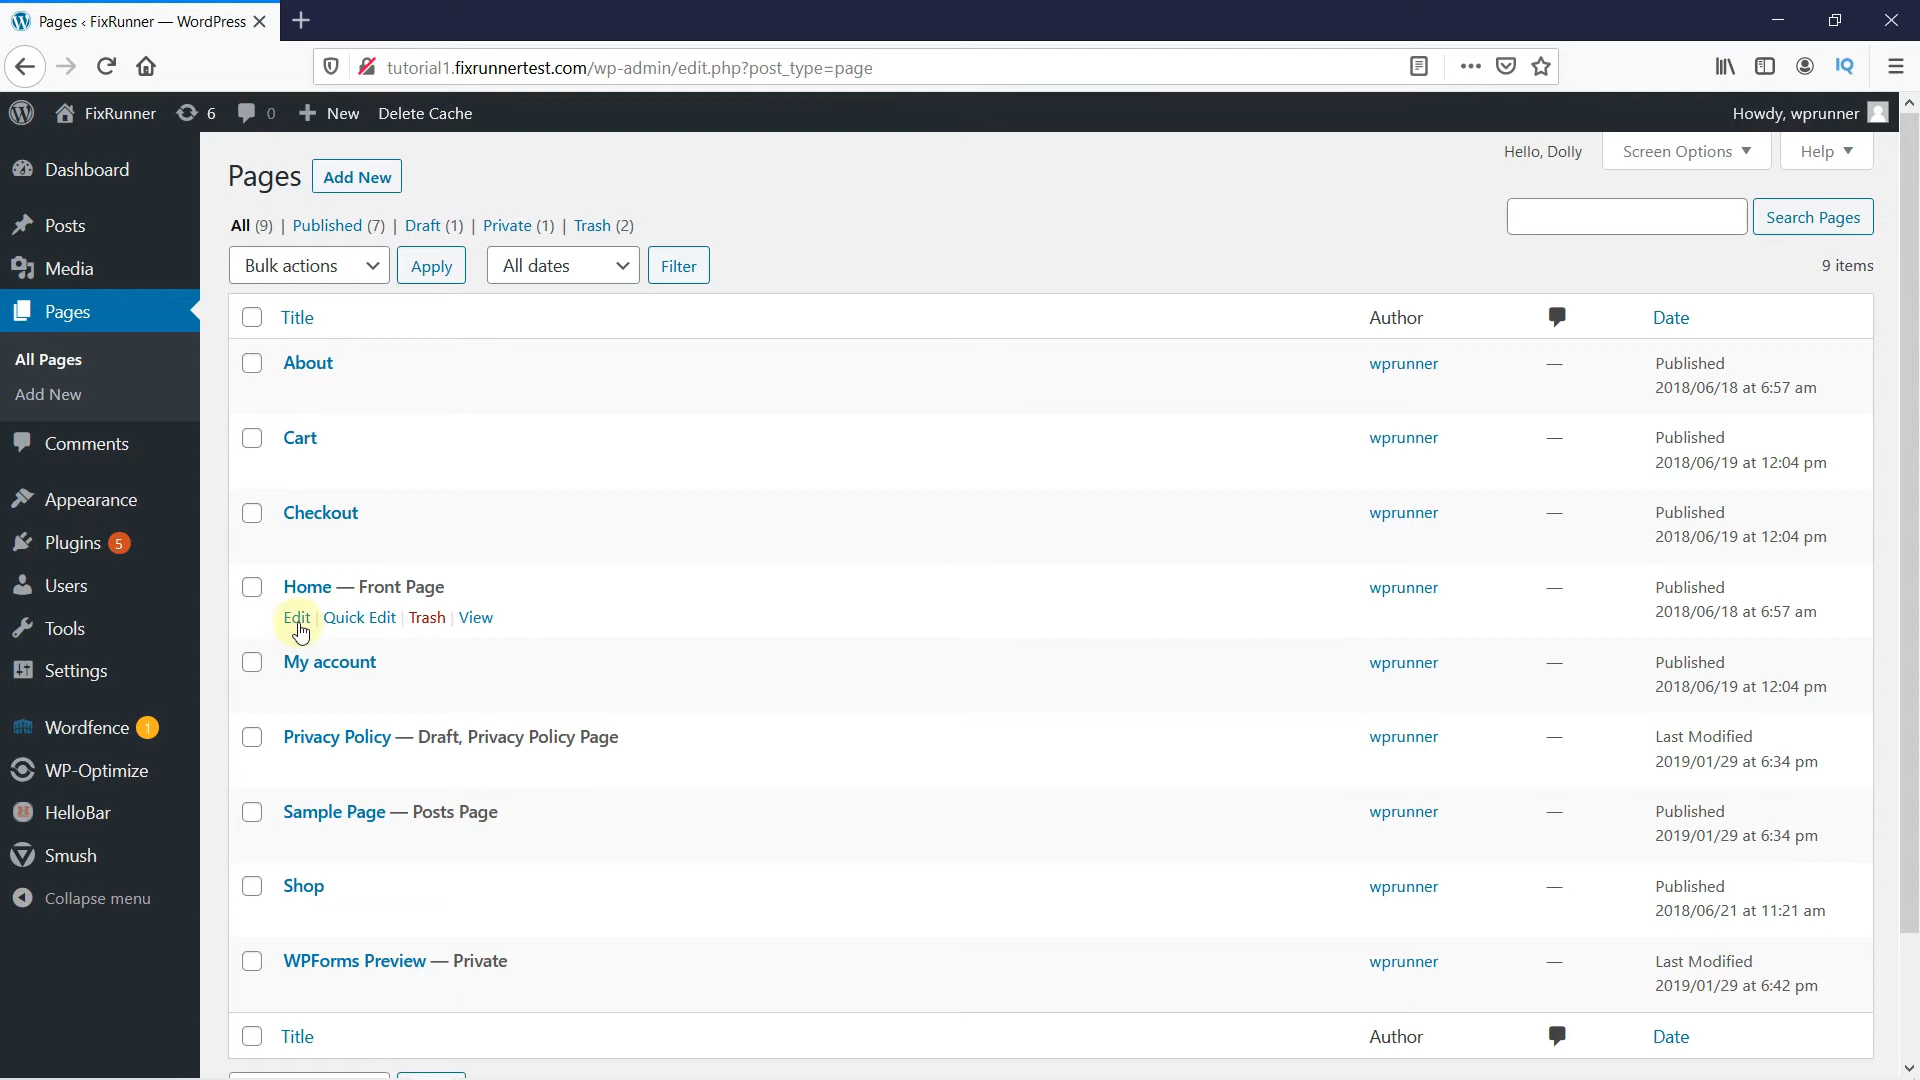 Pages ‹ FixRunner — WordPress
tutorial1.fixrunnertest.com/wp-admin/edit.php?post_type=page
IQ
FixRunner 6 0 New Delete Cache Howdy, wprunner
Dashboard
Posts
Media
Pages
All Pages
Add New
Comments
Appearance
Plugins 5
Users
Tools
Settings
Wordfence 1
WP-Optimize
HelloBar
Smush
Collapse menu
Hello, Dolly Screen Options Help
Pages Add New
All (9) | Published (7) | Draft (1) | Private (1) | Trash (2)
Search Pages
Bulk actions Apply All dates Filter 9 items
Title Author Date
About wprunner — Published
2018/06/18 at 6:57 am
Cart wprunner — Published
2018/06/19 at 12:04 pm
Checkout wprunner — Published
2018/06/19 at 12:04 pm
Home — Front Page wprunner — Published
Edit | Quick Edit | Trash | View 2018/06/18 at 6:57 am
My account wprunner — Published
2018/06/19 at 12:04 pm
Privacy Policy — Draft, Privacy Policy Page wprunner — Last Modified
2019/01/29 at 6:34 pm
Sample Page — Posts Page wprunner — Published
2019/01/29 at 6:34 pm
Shop wprunner — Published
2018/06/21 at 11:21 am
WPForms Preview — Private wprunner — Last Modified
2019/01/29 at 6:42 pm
Title Author Date